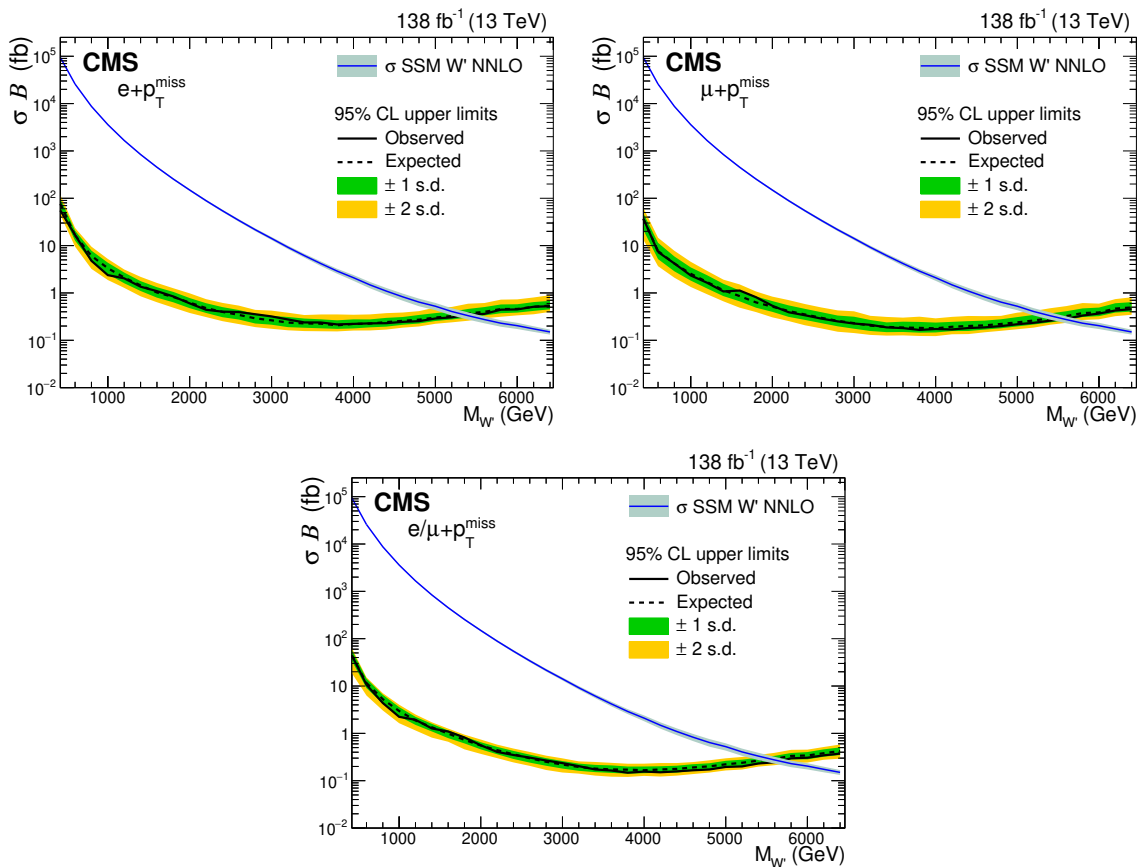 138 fb⁻¹ (13 TeV)
σ B (fb)
CMS
e+p_T^miss
σ SSM W' NNLO
95% CL upper limits
Observed
Expected
± 1 s.d.
± 2 s.d.
10⁵
10⁴
10³
10²
10
1
10⁻¹
10⁻²
1000 2000 3000 4000 5000 6000
M_W' (GeV)
138 fb⁻¹ (13 TeV)
σ B (fb)
CMS
μ+p_T^miss
σ SSM W' NNLO
95% CL upper limits
Observed
Expected
± 1 s.d.
± 2 s.d.
10⁵
10⁴
10³
10²
10
1
10⁻¹
10⁻²
1000 2000 3000 4000 5000 6000
M_W' (GeV)
138 fb⁻¹ (13 TeV)
σ B (fb)
CMS
e/μ+p_T^miss
σ SSM W' NNLO
95% CL upper limits
Observed
Expected
± 1 s.d.
± 2 s.d.
10⁵
10⁴
10³
10²
10
1
10⁻¹
10⁻²
1000 2000 3000 4000 5000 6000
M_W' (GeV)